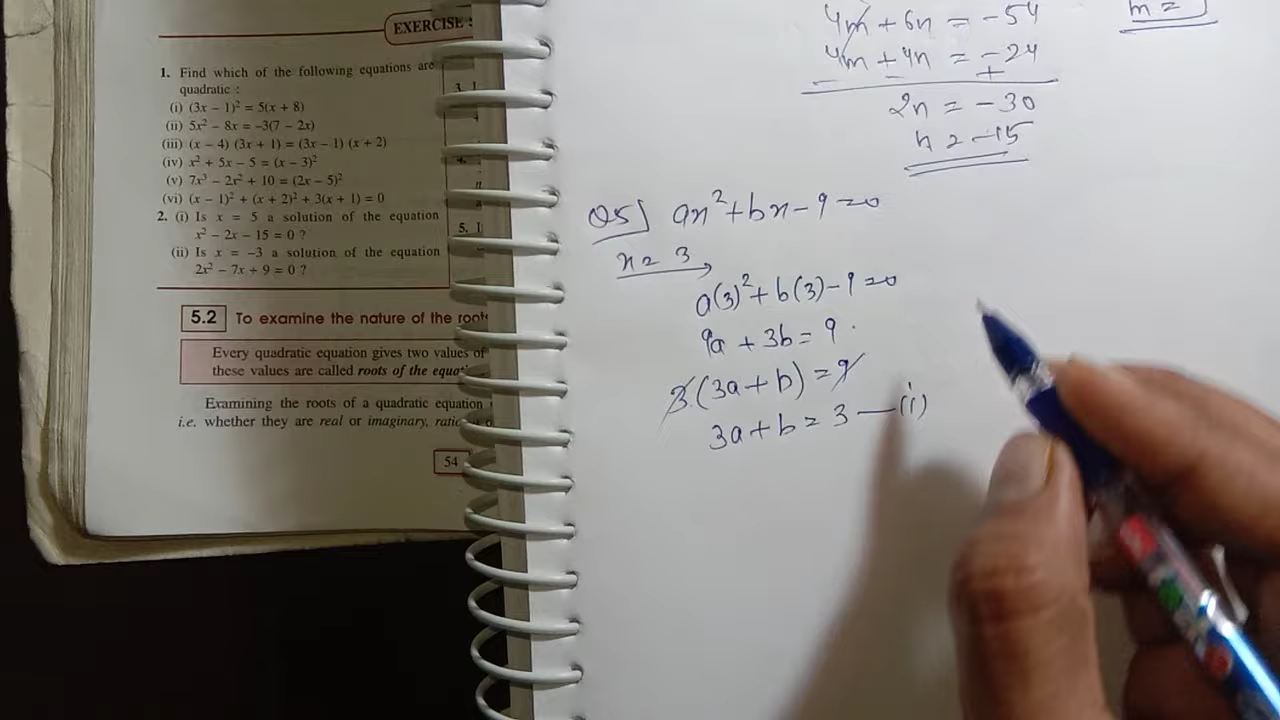 EXERCISE
1. Find which of the following equations are
quadratic :
(i) (3x – 1)² = 5(x + 8)
(ii) 5x² – 8x = –3(7 – 2x)
(iii) (x – 4) (3x + 1) = (3x – 1) (x + 2)
(iv) x² + 5x – 5 = (x – 3)²
(v) 7x³ – 2x² + 10 = (2x – 5)²
(vi) (x – 1)² + (x + 2)² + 3(x + 1) = 0
2. (i) Is x = 5 a solution of the equation
x² – 2x – 15 = 0 ?
(ii) Is x = –3 a solution of the equation
2x² – 7x + 9 = 0 ?
3.
5.
5.2 To examine the nature of the roots
Every quadratic equation gives two values of
these values are called roots of the
Examining the roots of a quadratic equation
i.e. whether they are real or imaginary,
54
4m + 6n = -54
4m + 4n = -24
- - +
2n = -30
n = -15
m =
Q5] ax² + bx - 9 = 0
x = 3
a(3)² + b(3) - 9 = 0
9a + 3b = 9
3(3a + b) = 9
3a + b = 3 — (i)